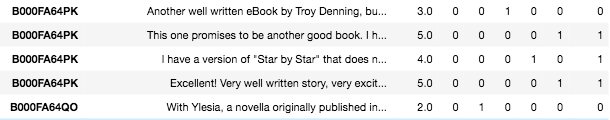 B000FA64PK Another well written eBook by Troy Denning, bu... 3.0 0 0 1 0 0 0
B000FA64PK This one promises to be another good book. I h... 5.0 0 0 0 0 1 1
B000FA64PK I have a version of "Star by Star" that does n... 4.0 0 0 0 1 0 1
B000FA64PK Excellent! Very well written story, very excit... 5.0 0 0 0 0 1 1
B000FA64QO With Ylesia, a novella originally published in... 2.0 0 1 0 0 0 0